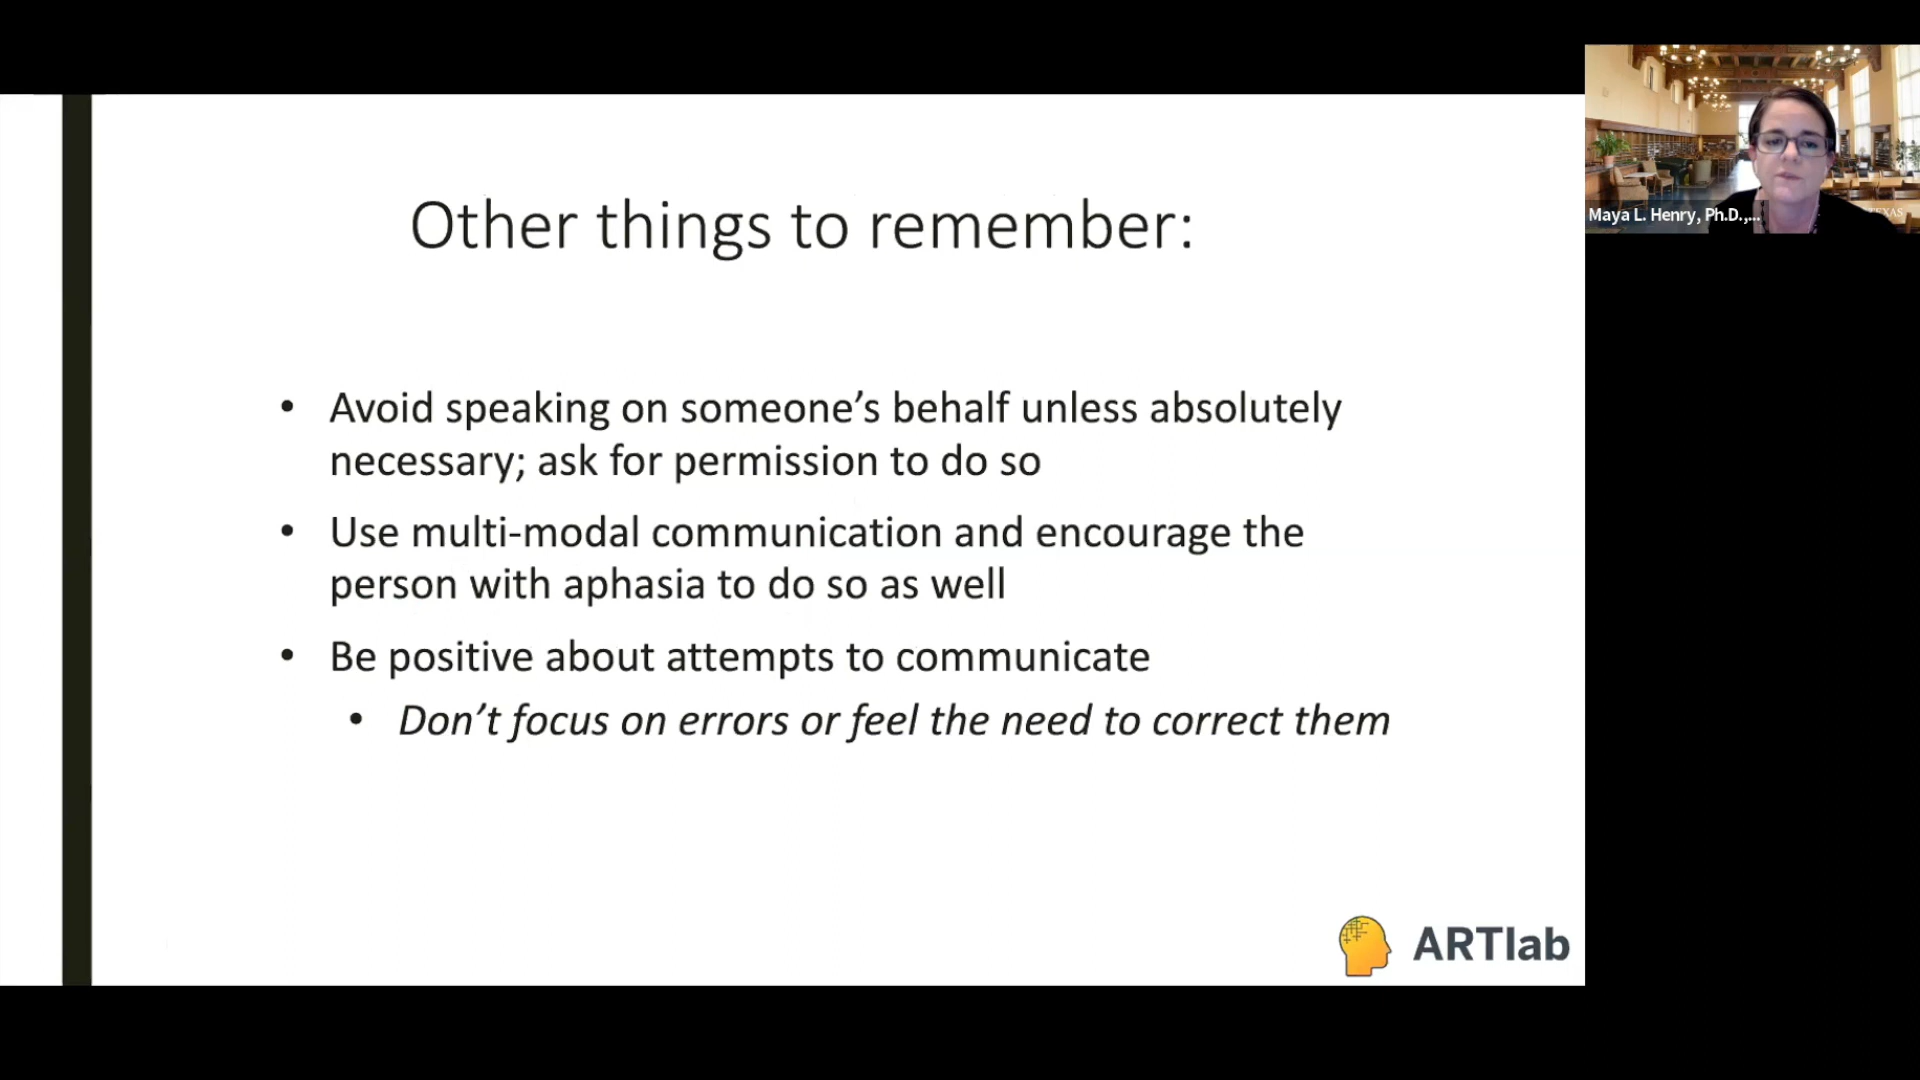 Other things to remember:
• Avoid speaking on someone’s behalf unless absolutely
necessary; ask for permission to do so
• Use multi-modal communication and encourage the
person with aphasia to do so as well
• Be positive about attempts to communicate
• Don’t focus on errors or feel the need to correct them
ARTlab
Maya L. Henry, Ph.D.,...
TEXAS